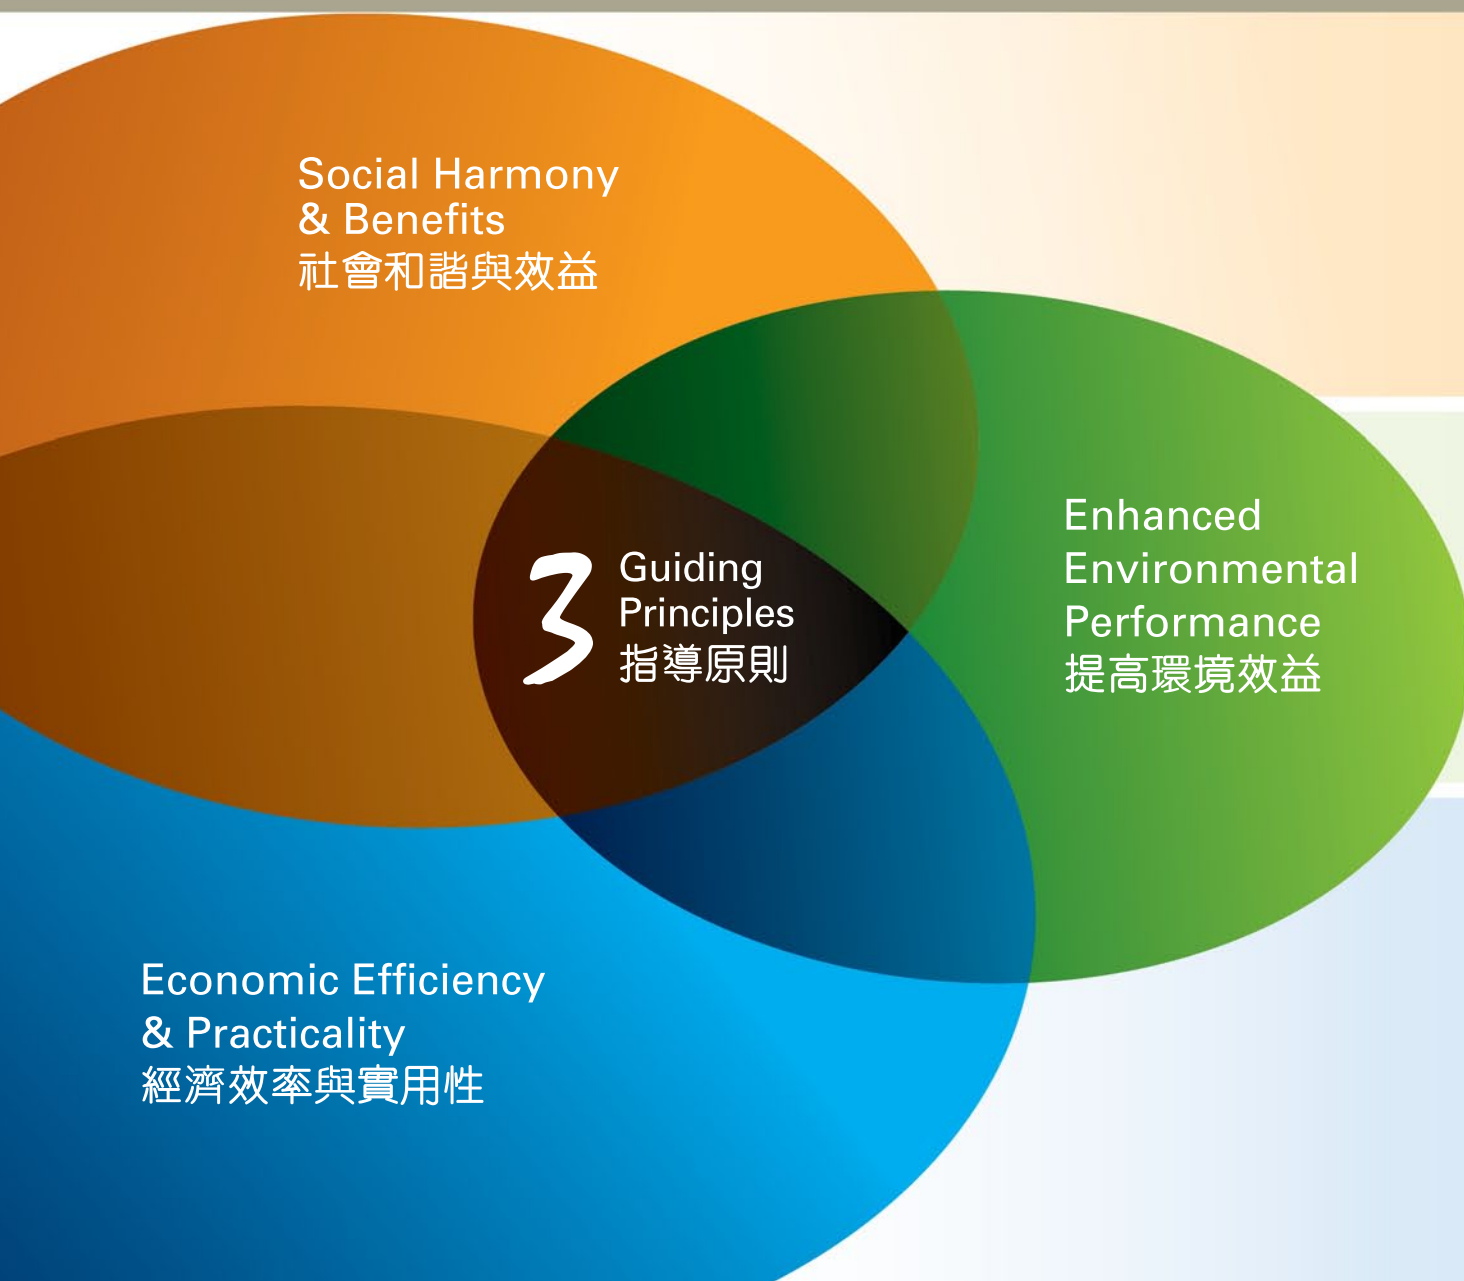 Social Harmony
& Benefits
社會和諧與效益
3
Guiding
Principles
指導原則
Enhanced
Environmental
Performance
提高環境效益
Economic Efficiency
& Practicality
經濟效率與實用性